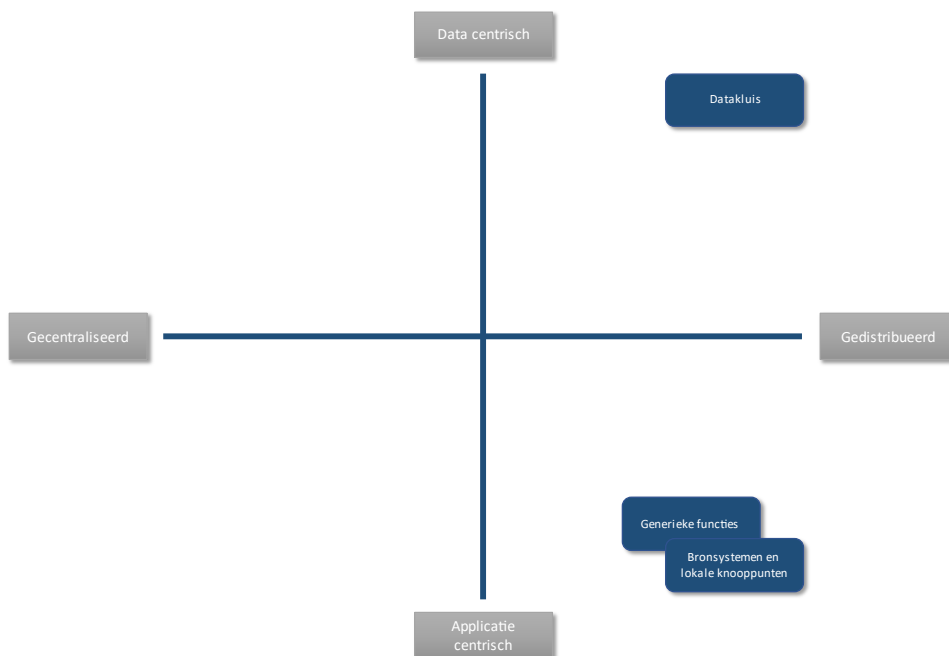 Data centrisch
Datakluis
Gecentraliseerd
Gedistribueerd
Generieke functies
Bronsystemen en
lokale knooppunten
Applicatie
centrisch